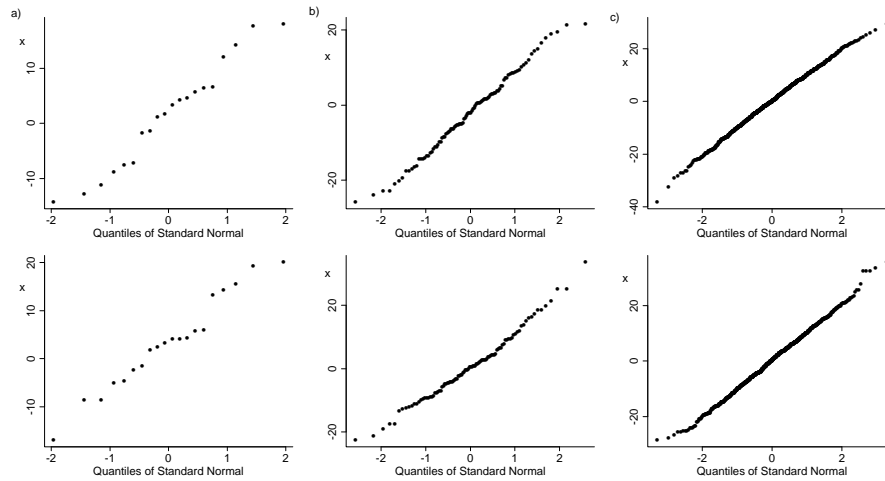 a)
x
-10 0 10
-2 -1 0 1 2
Quantiles of Standard Normal
b)
x
-20 0 20
-2 -1 0 1 2
Quantiles of Standard Normal
c)
x
-40 -20 0 20
-2 0 2
Quantiles of Standard Normal
x
-10 0 10 20
-2 -1 0 1 2
Quantiles of Standard Normal
x
-20 0 20
-2 -1 0 1 2
Quantiles of Standard Normal
x
-20 0 20
-2 0 2
Quantiles of Standard Normal